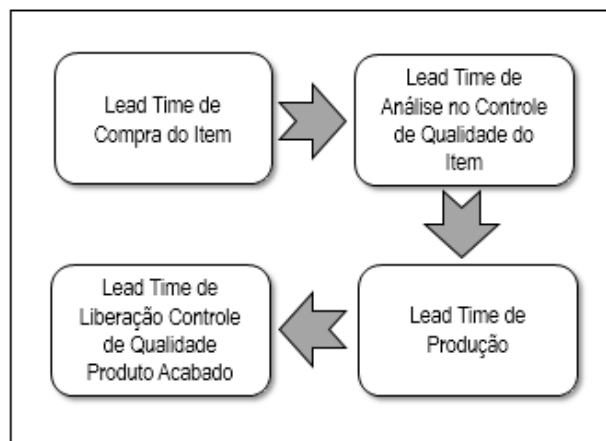 Lead Time de
Compra do Item
Lead Time de
Análise no Controle
de Qualidade do
Item
Lead Time de
Produção
Lead Time de
Liberação Controle
de Qualidade
Produto Acabado